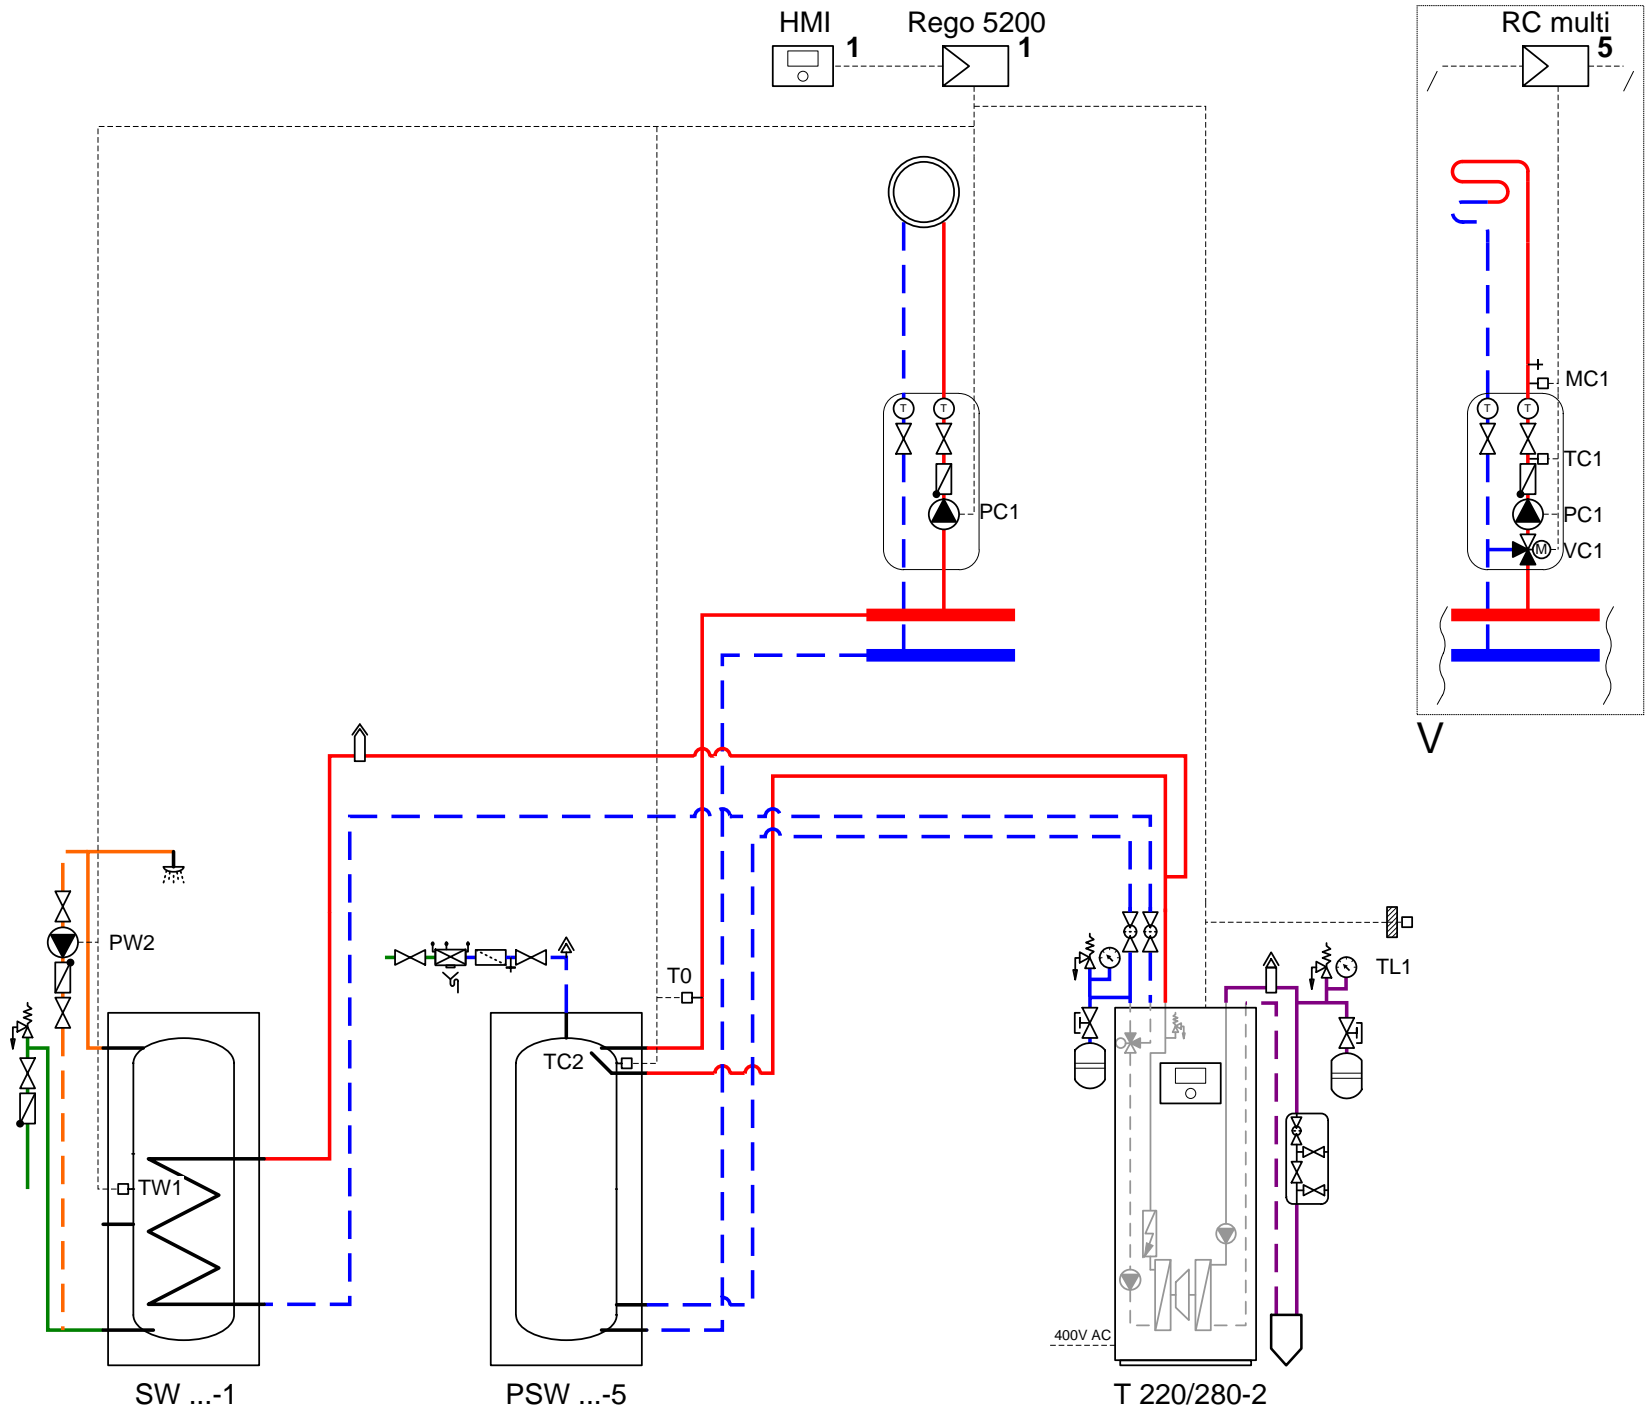 HMI
1
Rego 5200
1
RC multi
5
T
T
PC1
MC1
T
T
TC1
PC1
M
VC1
V
PW2
T0
TL1
TC2
TW1
400V AC
SW ...-1
PSW ...-5
T 220/280-2